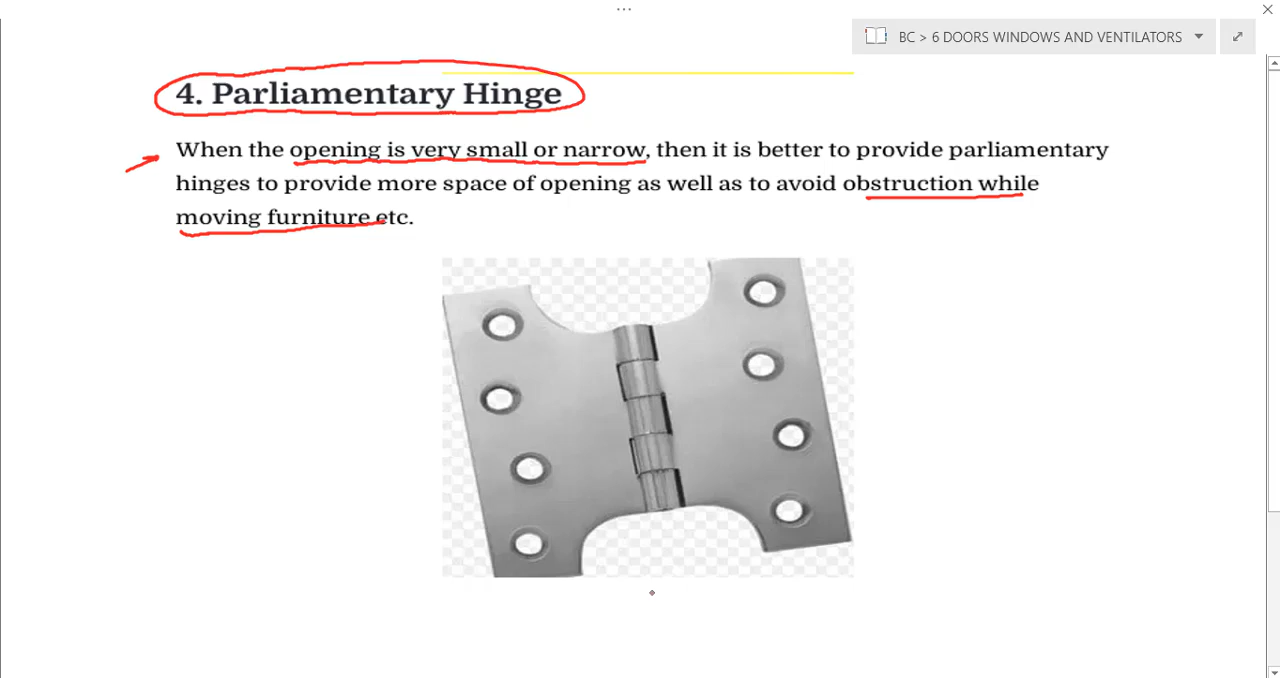 ...
BC > 6 DOORS WINDOWS AND VENTILATORS
4. Parliamentary Hinge
When the opening is very small or narrow, then it is better to provide parliamentary
hinges to provide more space of opening as well as to avoid obstruction while
moving furniture etc.